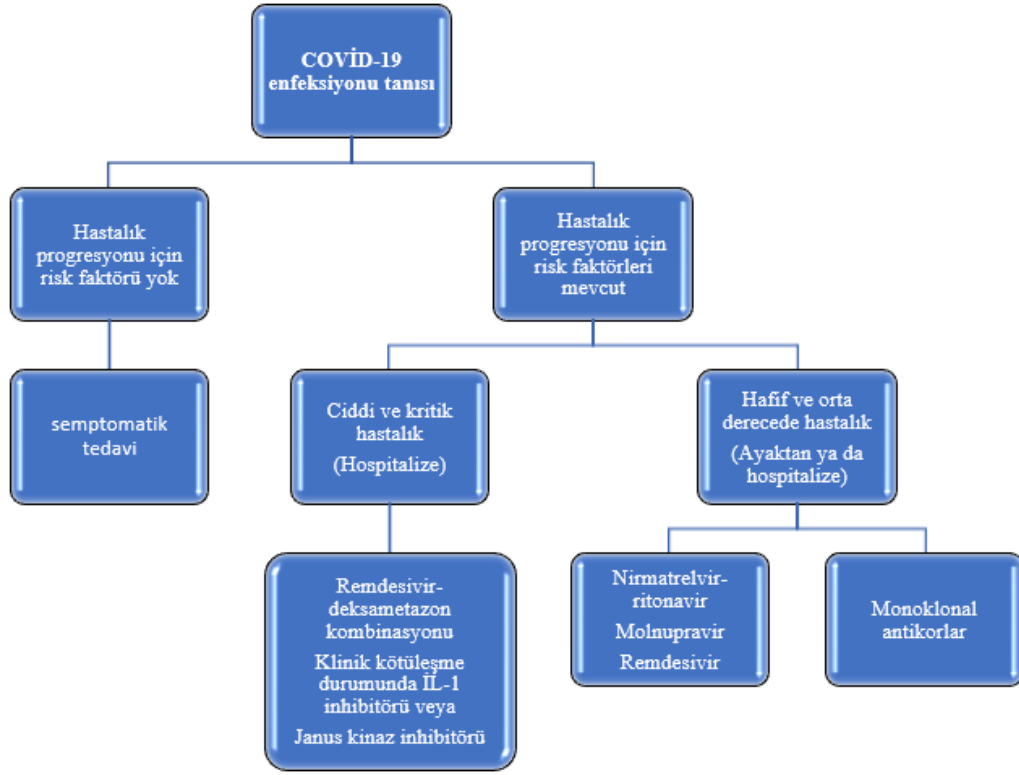 COVİD-19
enfeksiyonu tanısı
Hastalık
progresyonu için
risk faktörü yok
Hastalık
progresyonu için
risk faktörleri
mevcut
semptomatik
tedavi
Ciddi ve kritik
hastalık
(Hospitalize)
Hafif ve orta
derecede hastalık
(Ayaktan ya da
hospitalize)
Remdesivir-
deksametazon
kombinasyonu
Klinik kötüleşme
durumunda İL-1
inhibitörü veya
Janus kinaz inhibitörü
Nirmatrelvir-
ritonavir
Molnupravir
Remdesivir
Monoklonal
antikorlar